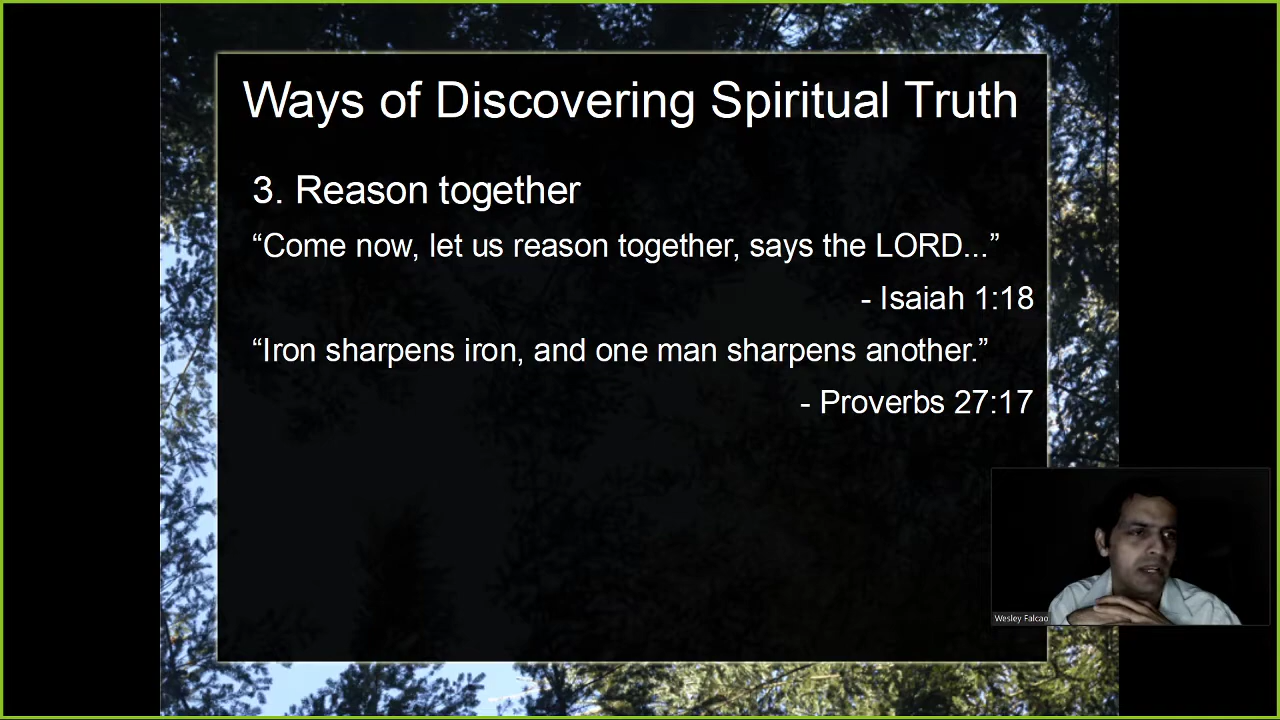 Ways of Discovering Spiritual Truth
3. Reason together
“Come now, let us reason together, says the LORD...”
- Isaiah 1:18
“Iron sharpens iron, and one man sharpens another.”
- Proverbs 27:17
Wesley Falcao